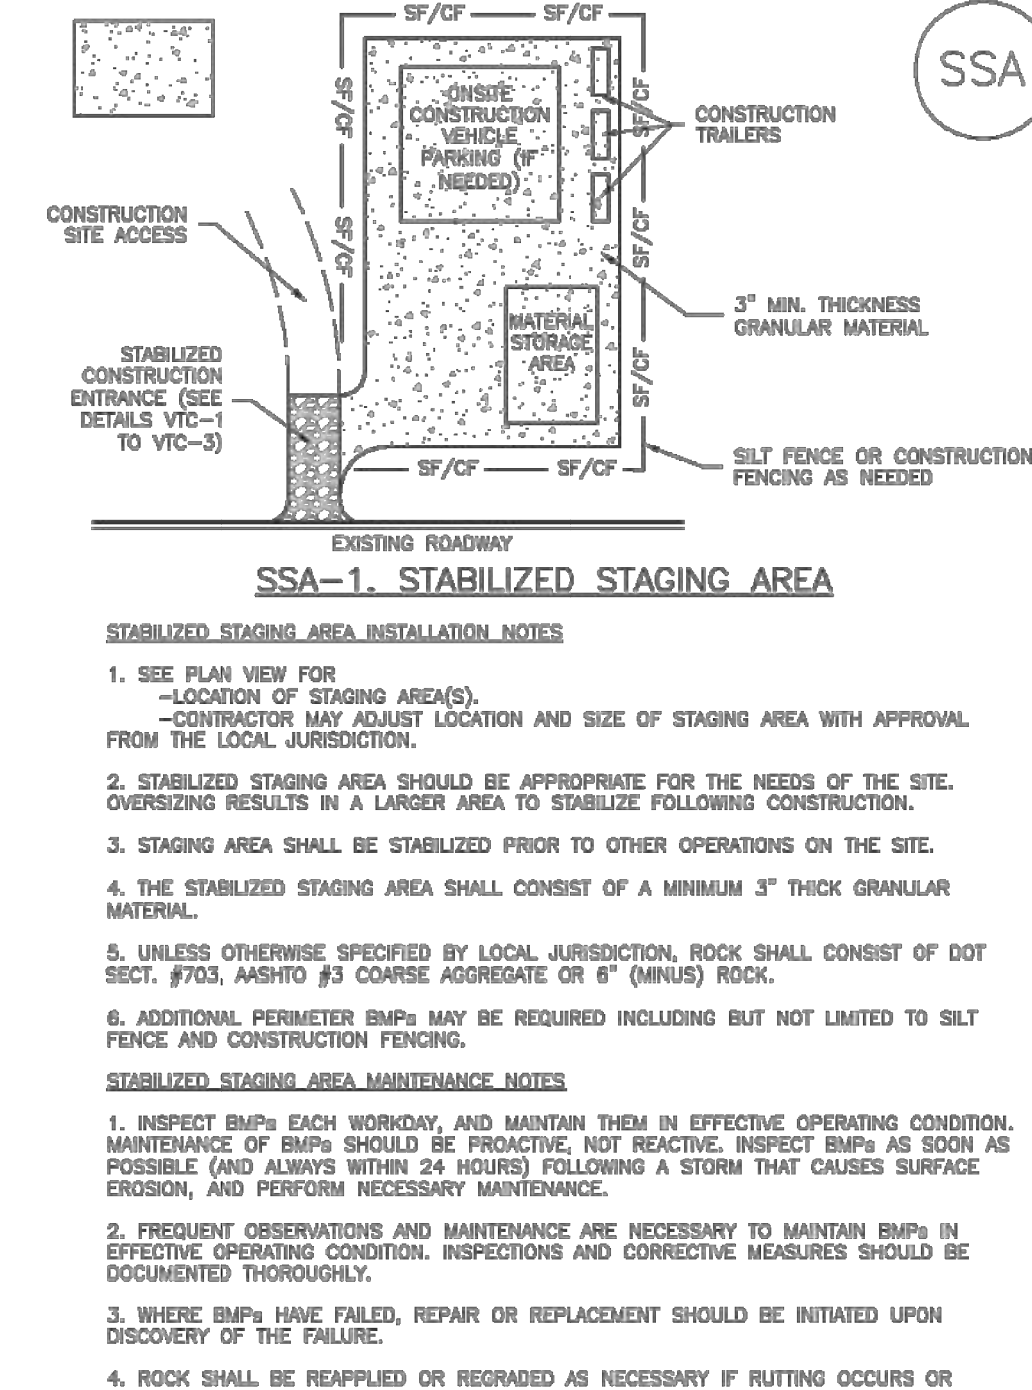 SF/CF SF/CF
SSA
SF/CF
SF/CF
ONSITE
CONSTRUCTION
VEHICLE
PARKING (IF
NEEDED)
CONSTRUCTION
TRAILERS
CONSTRUCTION
SITE ACCESS
SF/CF
SF/CF
3" MIN. THICKNESS
GRANULAR MATERIAL
MATERIAL
STORAGE
AREA
STABILIZED
CONSTRUCTION
ENTRANCE (SEE
DETAILS VTC-1
TO VTC-3)
SF/CF
SF/CF SF/CF
SILT FENCE OR CONSTRUCTION
FENCING AS NEEDED
EXISTING ROADWAY
SSA-1. STABILIZED STAGING AREA
STABILIZED STAGING AREA INSTALLATION NOTES
1. SEE PLAN VIEW FOR
-LOCATION OF STAGING AREA(S).
-CONTRACTOR MAY ADJUST LOCATION AND SIZE OF STAGING AREA WITH APPROVAL
FROM THE LOCAL JURISDICTION.
2. STABILIZED STAGING AREA SHOULD BE APPROPRIATE FOR THE NEEDS OF THE SITE.
OVERSIZING RESULTS IN A LARGER AREA TO STABILIZE FOLLOWING CONSTRUCTION.
3. STAGING AREA SHALL BE STABILIZED PRIOR TO OTHER OPERATIONS ON THE SITE.
4. THE STABILIZED STAGING AREA SHALL CONSIST OF A MINIMUM 3" THICK GRANULAR
MATERIAL.
5. UNLESS OTHERWISE SPECIFIED BY LOCAL JURISDICTION, ROCK SHALL CONSIST OF DOT
SECT. #703, AASHTO #3 COARSE AGGREGATE OR 6" (MINUS) ROCK.
6. ADDITIONAL PERIMETER BMPs MAY BE REQUIRED INCLUDING BUT NOT LIMITED TO SILT
FENCE AND CONSTRUCTION FENCING.
STABILIZED STAGING AREA MAINTENANCE NOTES
1. INSPECT BMPs EACH WORKDAY, AND MAINTAIN THEM IN EFFECTIVE OPERATING CONDITION.
MAINTENANCE OF BMPs SHOULD BE PROACTIVE, NOT REACTIVE. INSPECT BMPs AS SOON AS
POSSIBLE (AND ALWAYS WITHIN 24 HOURS) FOLLOWING A STORM THAT CAUSES SURFACE
EROSION, AND PERFORM NECESSARY MAINTENANCE.
2. FREQUENT OBSERVATIONS AND MAINTENANCE ARE NECESSARY TO MAINTAIN BMPs IN
EFFECTIVE OPERATING CONDITION. INSPECTIONS AND CORRECTIVE MEASURES SHOULD BE
DOCUMENTED THOROUGHLY.
3. WHERE BMPs HAVE FAILED, REPAIR OR REPLACEMENT SHOULD BE INITIATED UPON
DISCOVERY OF THE FAILURE.
4. ROCK SHALL BE REAPPLIED OR REGRADED AS NECESSARY IF RUTTING OCCURS OR